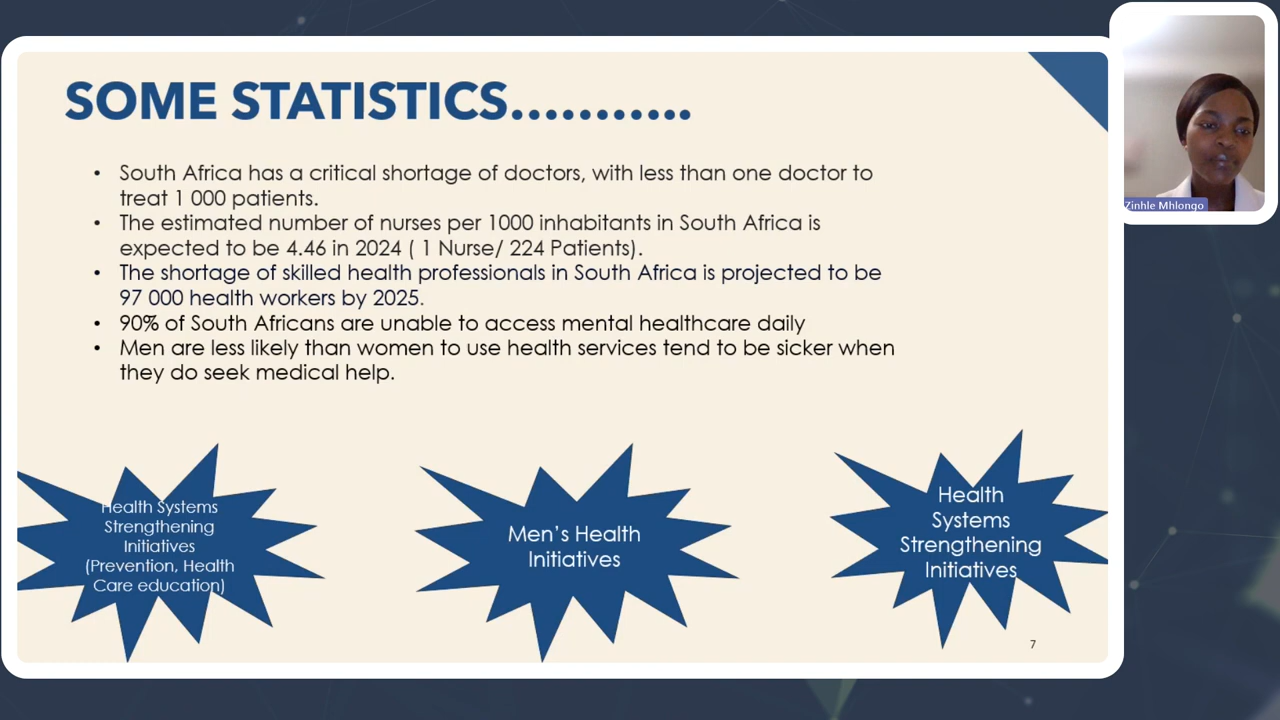 SOME STATISTICS...........
• South Africa has a critical shortage of doctors, with less than one doctor to
treat 1 000 patients.
• The estimated number of nurses per 1000 inhabitants in South Africa is
expected to be 4.46 in 2024 ( 1 Nurse/ 224 Patients).
• The shortage of skilled health professionals in South Africa is projected to be
97 000 health workers by 2025.
• 90% of South Africans are unable to access mental healthcare daily
• Men are less likely than women to use health services tend to be sicker when
they do seek medical help.
Health Systems
Strengthening
Initiatives
(Prevention, Health
Care education)
Men's Health
Initiatives
Health
Systems
Strengthening
Initiatives
7
Zinhle Mhlongo